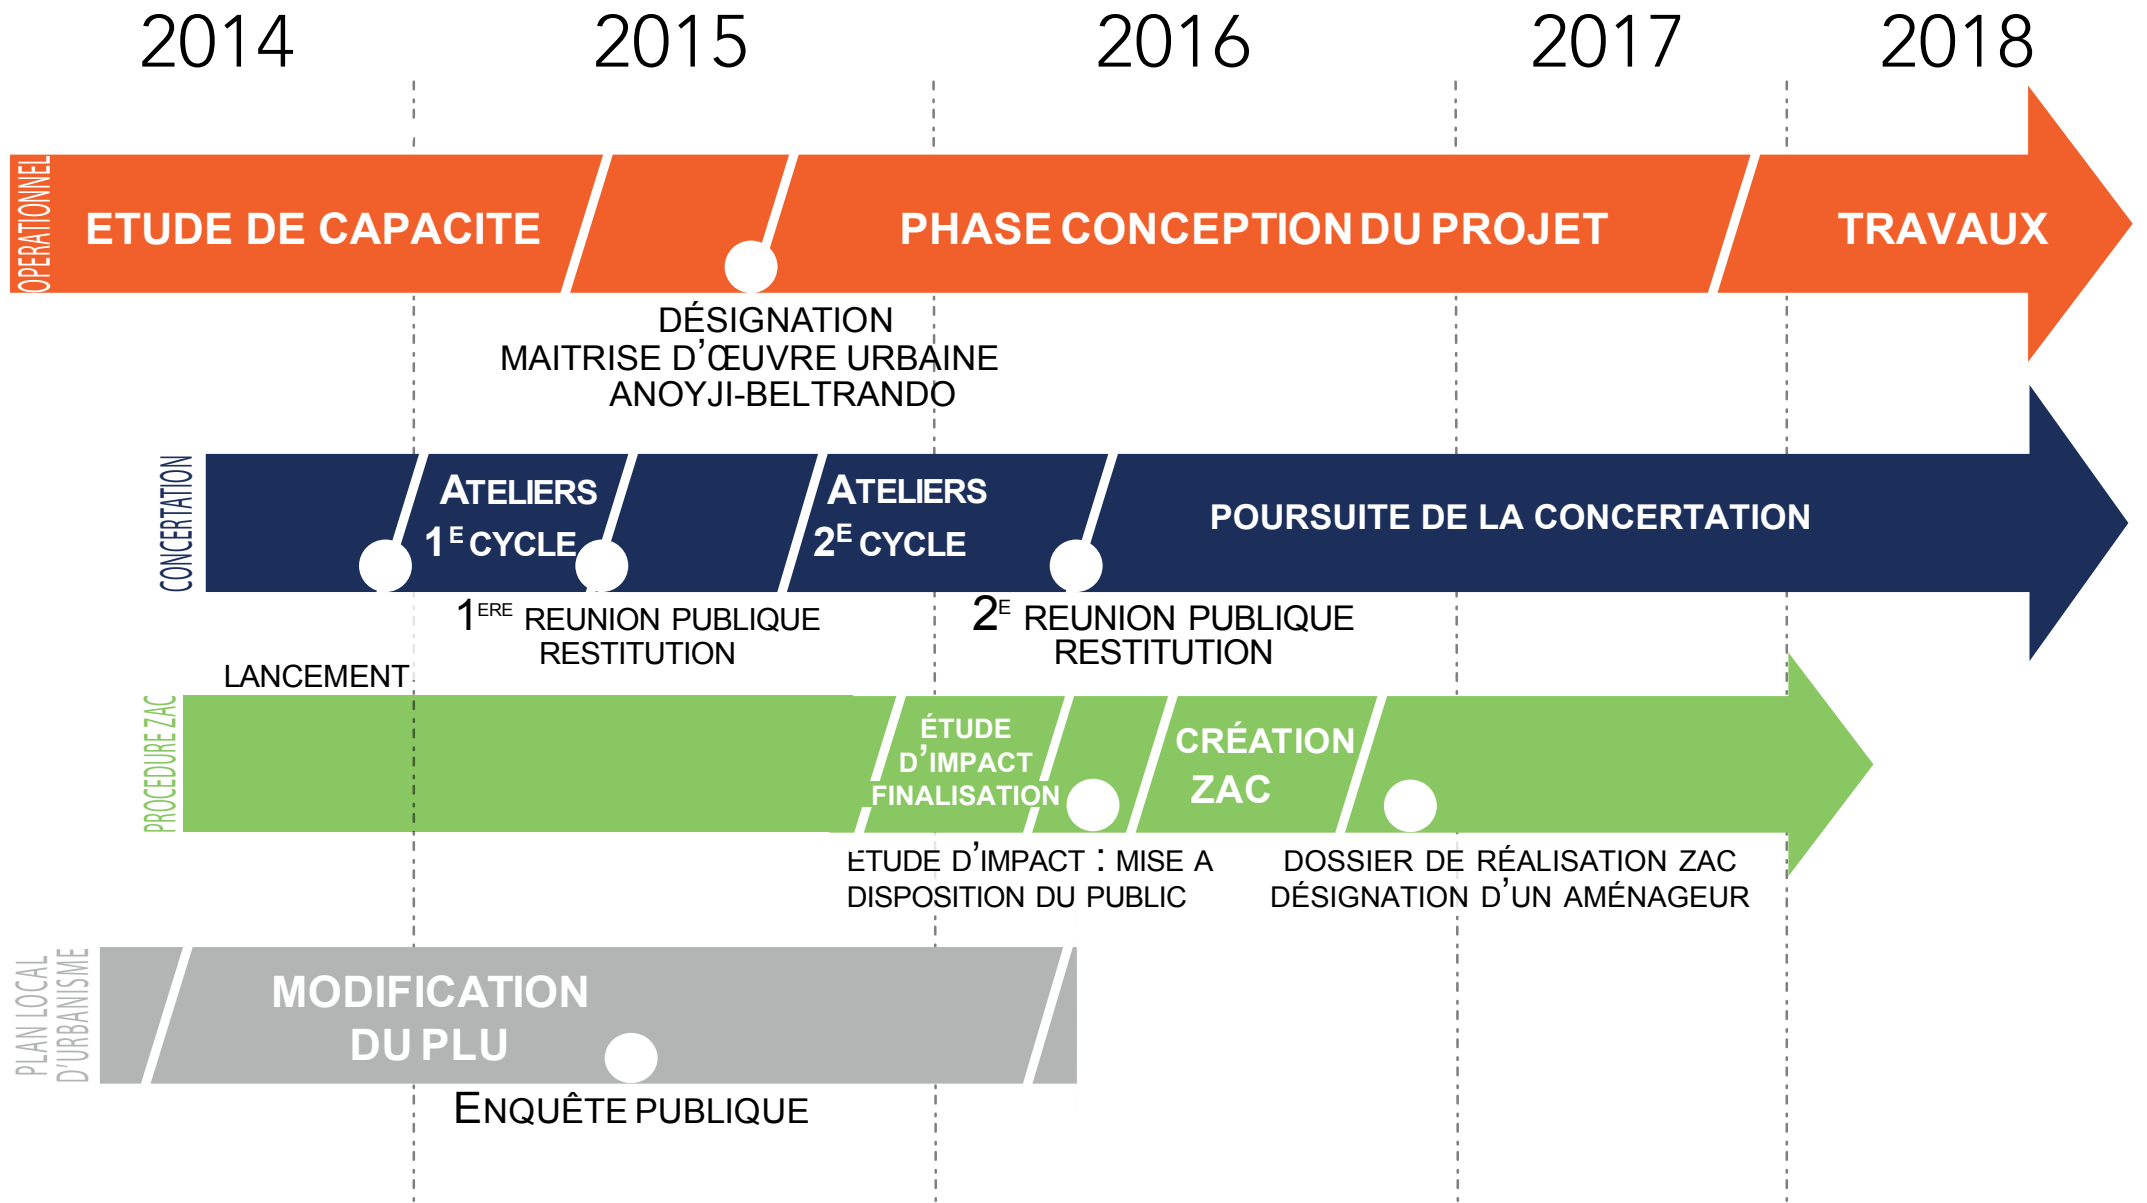 2014 2015 2016 2017 2018
OPERATIONNEL
ETUDE DE CAPACITE
PHASE CONCEPTION DU PROJET
TRAVAUX
DÉSIGNATION
MAITRISE D'ŒUVRE URBAINE
ANOYJI-BELTRANDO
CONCERTATION
ATELIERS
1E CYCLE
ATELIERS
2E CYCLE
POURSUITE DE LA CONCERTATION
1ERE REUNION PUBLIQUE
RESTITUTION
2E REUNION PUBLIQUE
RESTITUTION
LANCEMENT
PROCEDURE ZAC
ÉTUDE
D'IMPACT
FINALISATION
CRÉATION
ZAC
ETUDE D'IMPACT : MISE A
DISPOSITION DU PUBLIC
DOSSIER DE RÉALISATION ZAC
DÉSIGNATION D'UN AMÉNAGEUR
PLAN LOCAL
D'URBANISME
MODIFICATION
DU PLU
ENQUÊTE PUBLIQUE